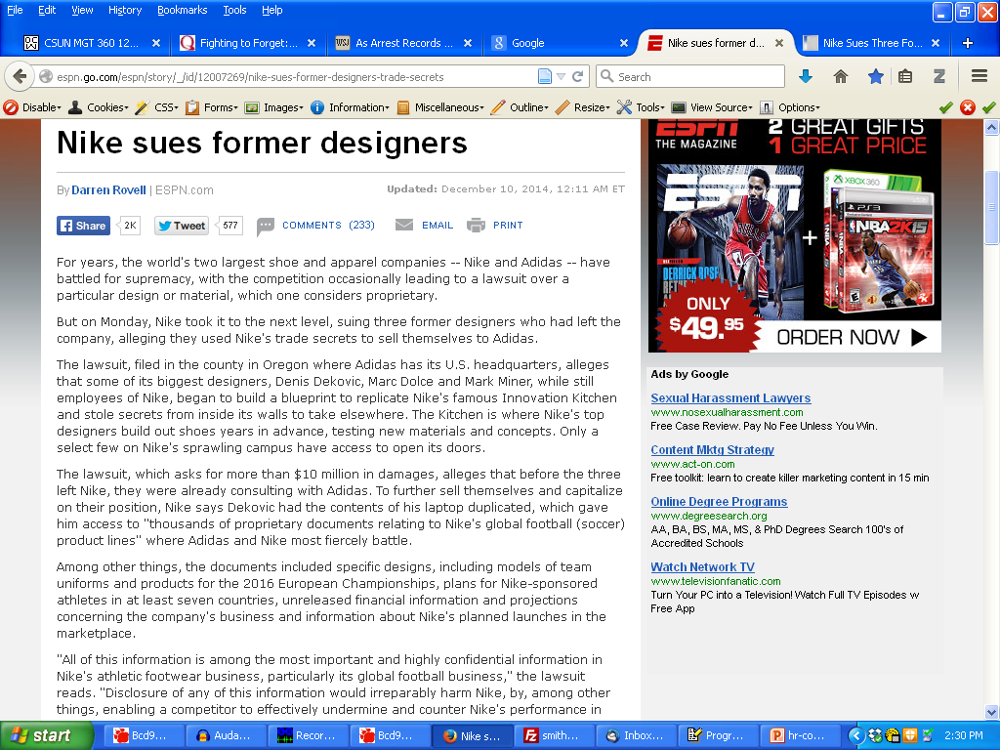 File Edit View History Bookmarks Tools Help
CSUN MGT 360 12... × Fighting to Forget:... × WSJ As Arrest Records ... × Google × Nike sues former d... × Nike Sues Three Fo... × +
espn.go.com/espn/story/_/id/12007269/nike-sues-former-designers-trade-secrets Search
Disable Cookies CSS Forms Images Information Miscellaneous Outline Resize Tools View Source Options
Nike sues former designers
By Darren Rovell | ESPN.com Updated: December 10, 2014, 12:11 AM ET
Share 2K Tweet 577 COMMENTS (233) EMAIL PRINT
For years, the world's two largest shoe and apparel companies -- Nike and Adidas -- have
battled for supremacy, with the competition occasionally leading to a lawsuit over a
particular design or material, which one considers proprietary.
But on Monday, Nike took it to the next level, suing three former designers who had left the
company, alleging they used Nike's trade secrets to sell themselves to Adidas.
The lawsuit, filed in the county in Oregon where Adidas has its U.S. headquarters, alleges
that some of its biggest designers, Denis Dekovic, Marc Dolce and Mark Miner, while still
employees of Nike, began to build a blueprint to replicate Nike's famous Innovation Kitchen
and stole secrets from inside its walls to take elsewhere. The Kitchen is where Nike's top
designers build out shoes years in advance, testing new materials and concepts. Only a
select few on Nike's sprawling campus have access to open its doors.
The lawsuit, which asks for more than $10 million in damages, alleges that before the three
left Nike, they were already consulting with Adidas. To further sell themselves and capitalize
on their position, Nike says Dekovic had the contents of his laptop duplicated, which gave
him access to "thousands of proprietary documents relating to Nike's global football (soccer)
product lines" where Adidas and Nike most fiercely battle.
Among other things, the documents included specific designs, including models of team
uniforms and products for the 2016 European Championships, plans for Nike-sponsored
athletes in at least seven countries, unreleased financial information and projections
concerning the company's business and information about Nike's planned launches in the
marketplace.
"All of this information is among the most important and highly confidential information in
Nike's athletic footwear business, particularly its global football business," the lawsuit
reads. "Disclosure of any of this information would irreparably harm Nike, by, among other
things, enabling a competitor to effectively undermine and counter Nike's performance in
ESPN
THE MAGAZINE
2 GREAT GIFTS
1 GREAT PRICE
ESPN
BULLS
DERRICK ROSE
+
XBOX 360
PS3
NBA2K15
2K
ONLY
$49.95
ORDER NOW
Ads by Google
Sexual Harassment Lawyers
www.nosexualharassment.com
Free Case Review. Pay No Fee Unless You Win.
Content Mktg Strategy
www.act-on.com
Free toolkit: learn to create killer marketing content in 15 min
Online Degree Programs
www.degreesearch.org
AA, BA, BS, MA, MS, & PhD Degrees Search 100's of
Accredited Schools
Watch Network TV
www.televisionfanatic.com
Turn Your PC into a Television! Watch Full TV Episodes w
Free App
start Bcd9... Auda... Recor... Bcd9... Nike s... smith... Inbox... Progr... hr-co... 2:30 PM